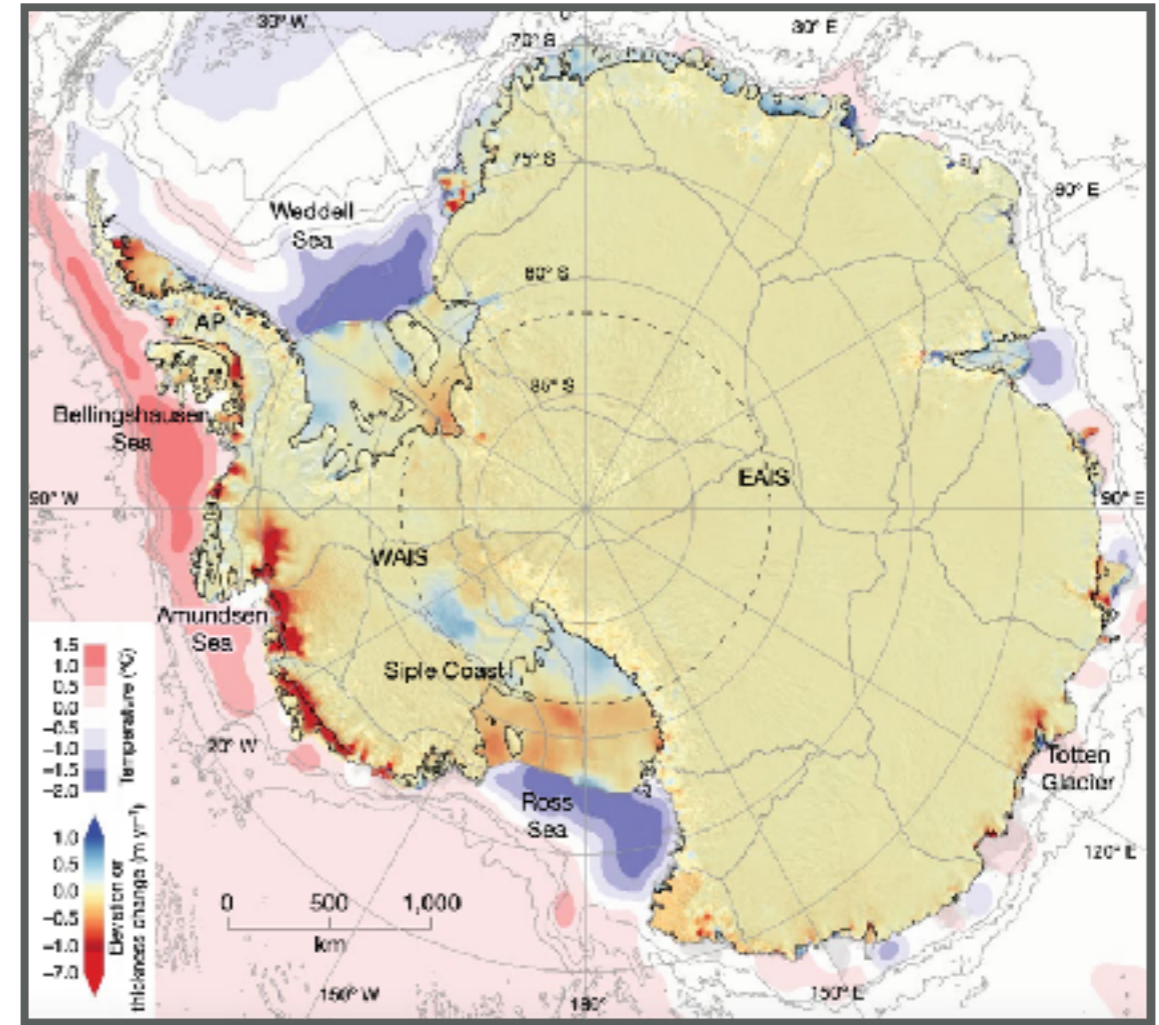 30° W
0°
30° E
70° S
75° S
60° E
Weddell
Sea
80° S
AP
85° S
Bellingshausen
Sea
EAIS
90° W
90° E
WAIS
Amundsen
Sea
Siple Coast
1.5
1.0
0.5
0.0
−0.5
−1.0
−1.5
−2.0
Temperature (°C)
20° W
Totten
Glacier
Ross
Sea
120° E
1.0
0.5
0.0
−0.5
−1.0
−7.0
Elevation or
thickness change (m yr⁻¹)
0 500 1,000
km
150° W
180°
150° E